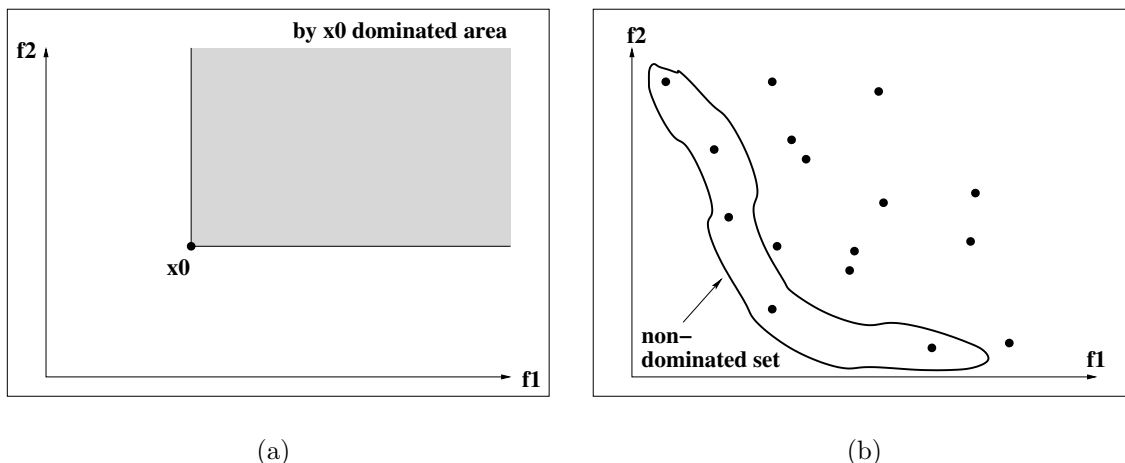 by x0 dominated area
f2
x0
f1
(a)
f2
non−
dominated set
f1
(b)